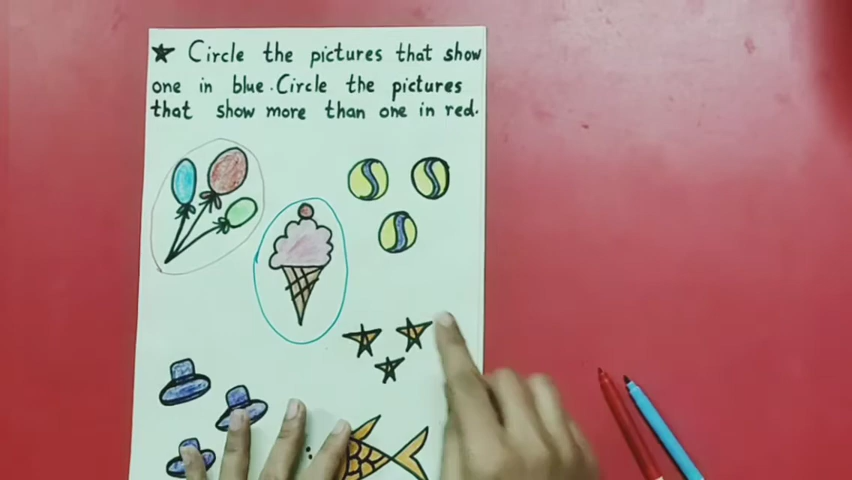 ★ Circle the pictures that show
one in blue. Circle the pictures
that show more than one in red.